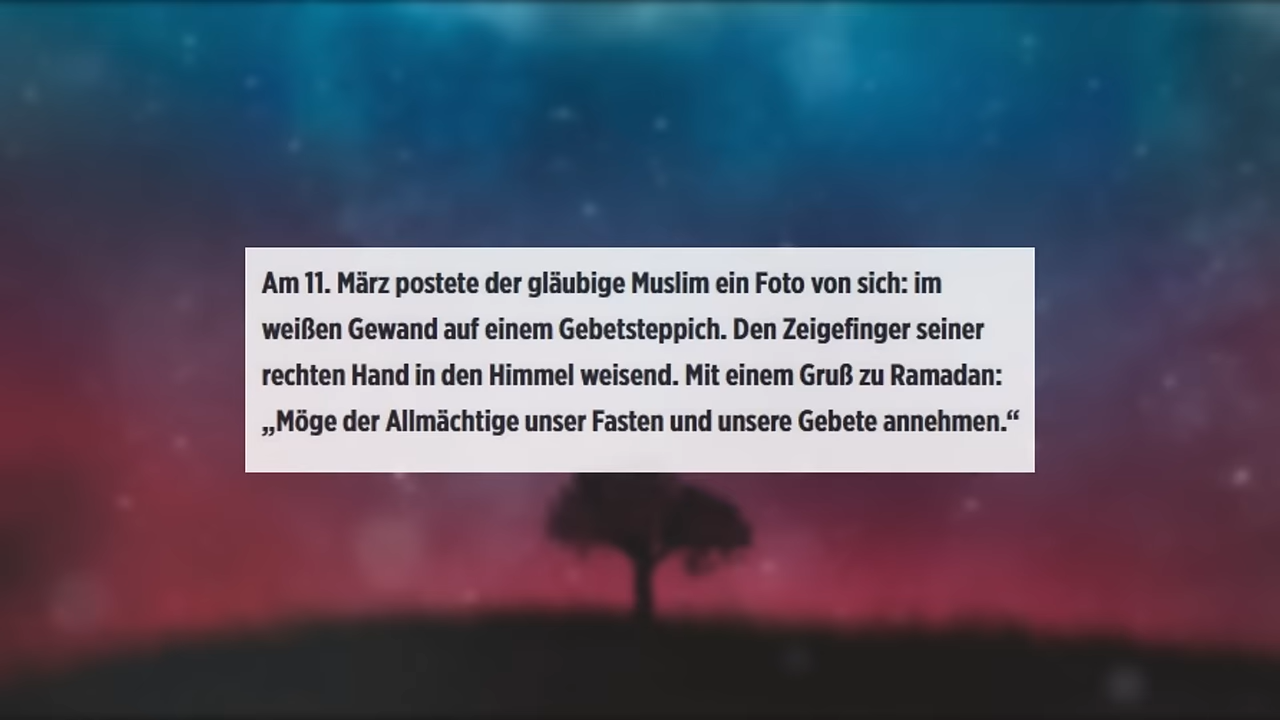 Am 11. März postete der gläubige Muslim ein Foto von sich: im
weißen Gewand auf einem Gebetsteppich. Den Zeigefinger seiner
rechten Hand in den Himmel weisend. Mit einem Gruß zu Ramadan:
„Möge der Allmächtige unser Fasten und unsere Gebete annehmen.“